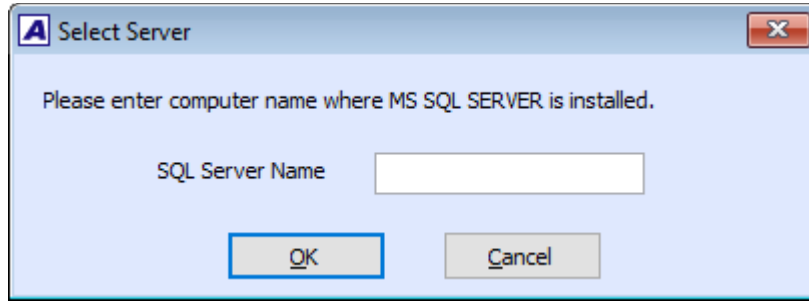 A Select Server
Please enter computer name where MS SQL SERVER is installed.
SQL Server Name
OK Cancel